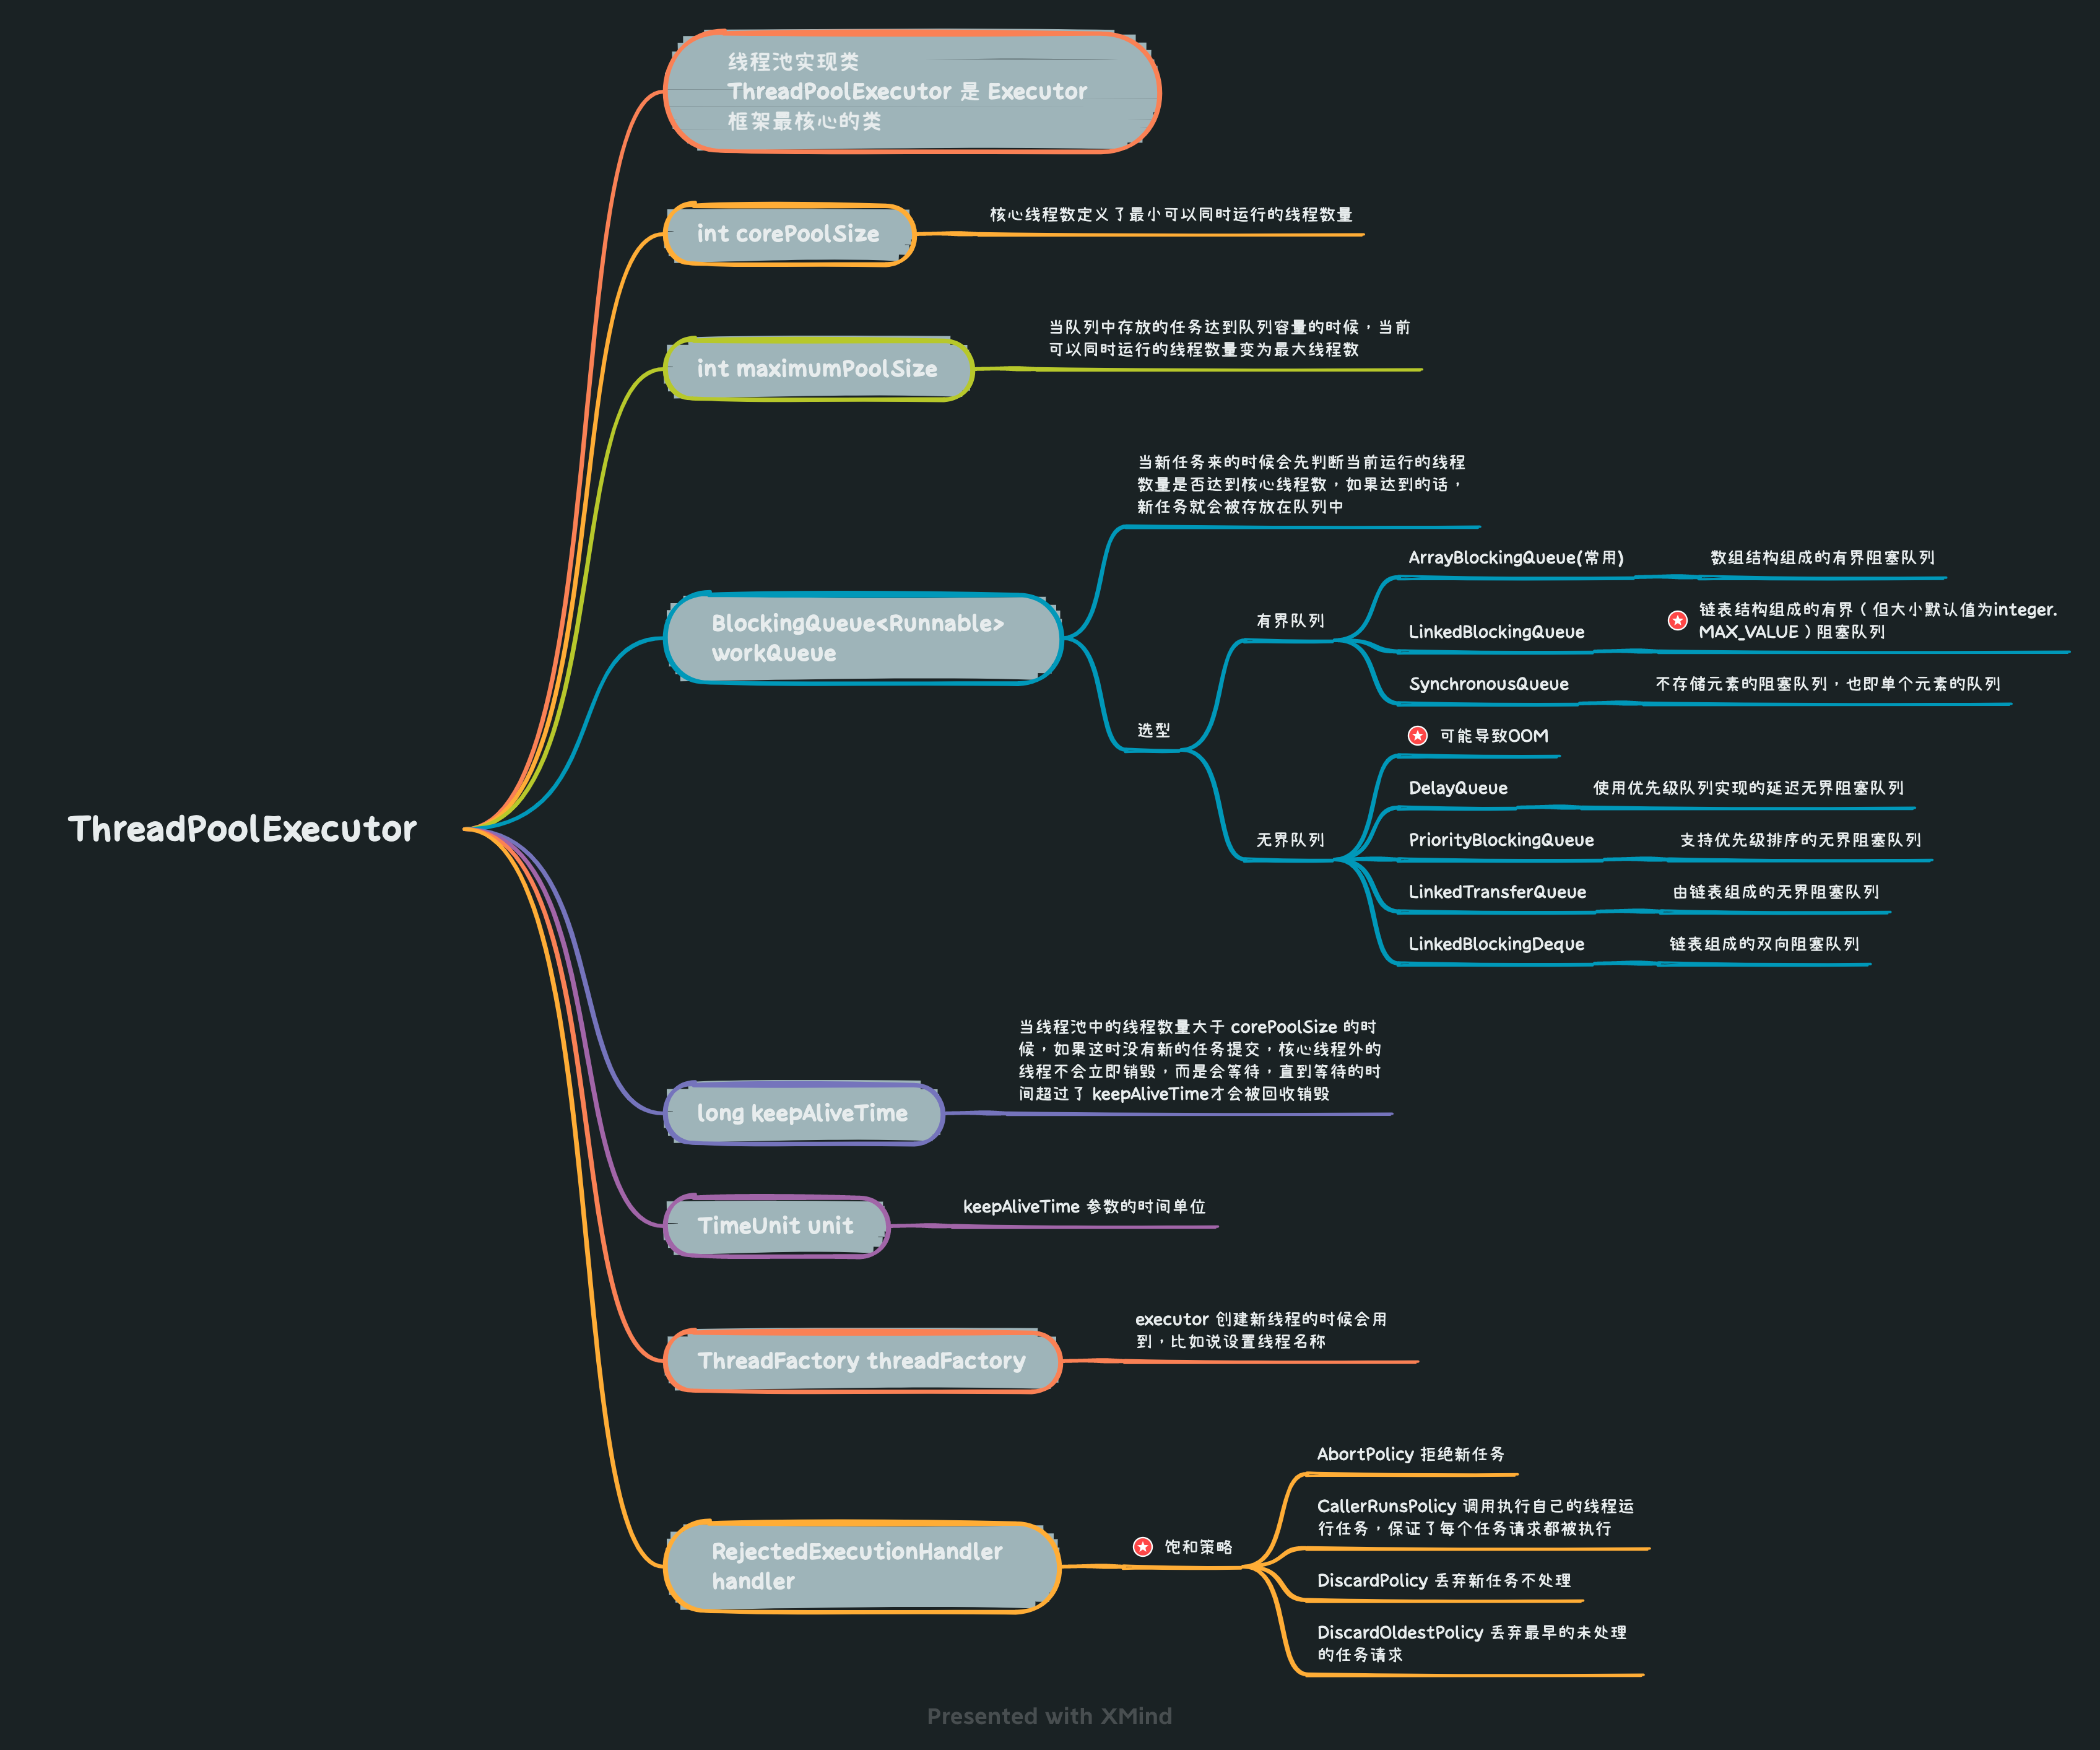 线程池实现类
ThreadPoolExecutor 是 Executor
框架最核心的类
int corePoolSize
核心线程数定义了最小可以同时运行的线程数量
int maximumPoolSize
当队列中存放的任务达到队列容量的时候，当前
可以同时运行的线程数量变为最大线程数
BlockingQueue<Runnable>
workQueue
当新任务来的时候会先判断当前运行的线程
数量是否达到核心线程数，如果达到的话，
新任务就会被存放在队列中
选型
有界队列
ArrayBlockingQueue(常用)
数组结构组成的有界阻塞队列
LinkedBlockingQueue
链表结构组成的有界（但大小默认值为integer.
MAX_VALUE）阻塞队列
SynchronousQueue
不存储元素的阻塞队列，也即单个元素的队列
无界队列
可能导致OOM
DelayQueue
使用优先级队列实现的延迟无界阻塞队列
PriorityBlockingQueue
支持优先级排序的无界阻塞队列
LinkedTransferQueue
由链表组成的无界阻塞队列
LinkedBlockingDeque
链表组成的双向阻塞队列
ThreadPoolExecutor
long keepAliveTime
当线程池中的线程数量大于 corePoolSize 的时
候，如果这时没有新的任务提交，核心线程外的
线程不会立即销毁，而是会等待，直到等待的时
间超过了 keepAliveTime才会被回收销毁
TimeUnit unit
keepAliveTime 参数的时间单位
ThreadFactory threadFactory
executor 创建新线程的时候会用
到，比如说设置线程名称
RejectedExecutionHandler
handler
饱和策略
AbortPolicy 拒绝新任务
CallerRunsPolicy 调用执行自己的线程运
行任务，保证了每个任务请求都被执行
DiscardPolicy 丢弃新任务不处理
DiscardOldestPolicy 丢弃最早的未处理
的任务请求
Presented with XMind